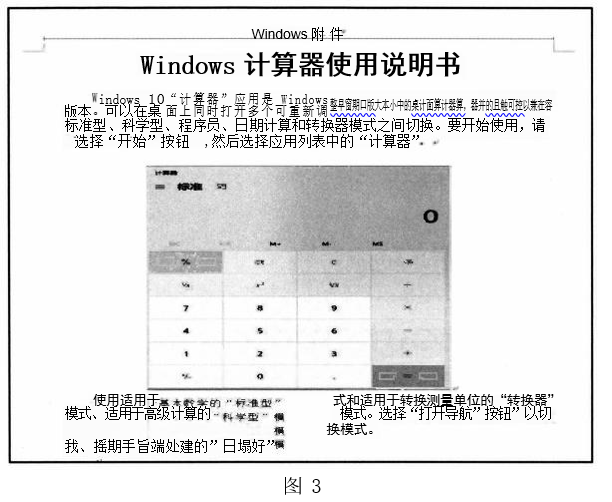 Windows 附 件
Windows 计算器使用说明书
Windows 10 “计算器” 应用是 Windows
版本。可以在桌面上同时打开多个可重新调
标准型、科学型、程序员、日期计算和转换器模式之间切换。要开始使用，请
选择“开始”按钮 ,然后选择应用列表中的“计算器”。
计算器
标准
0
MC MR M+ M- MS
% CE C
7 8 9 ×
4 5 6 −
1 2 3 +
0 . =
使用适用于基本数学的“标准型”
模式、适用于高级计算的“科学型”模
模
我、摇期手旨端处建的”日塌好”模
式和适用于转换测量单位的“转换器”
模式。选择“打开导航”按钮”以切
换模式。
图 3